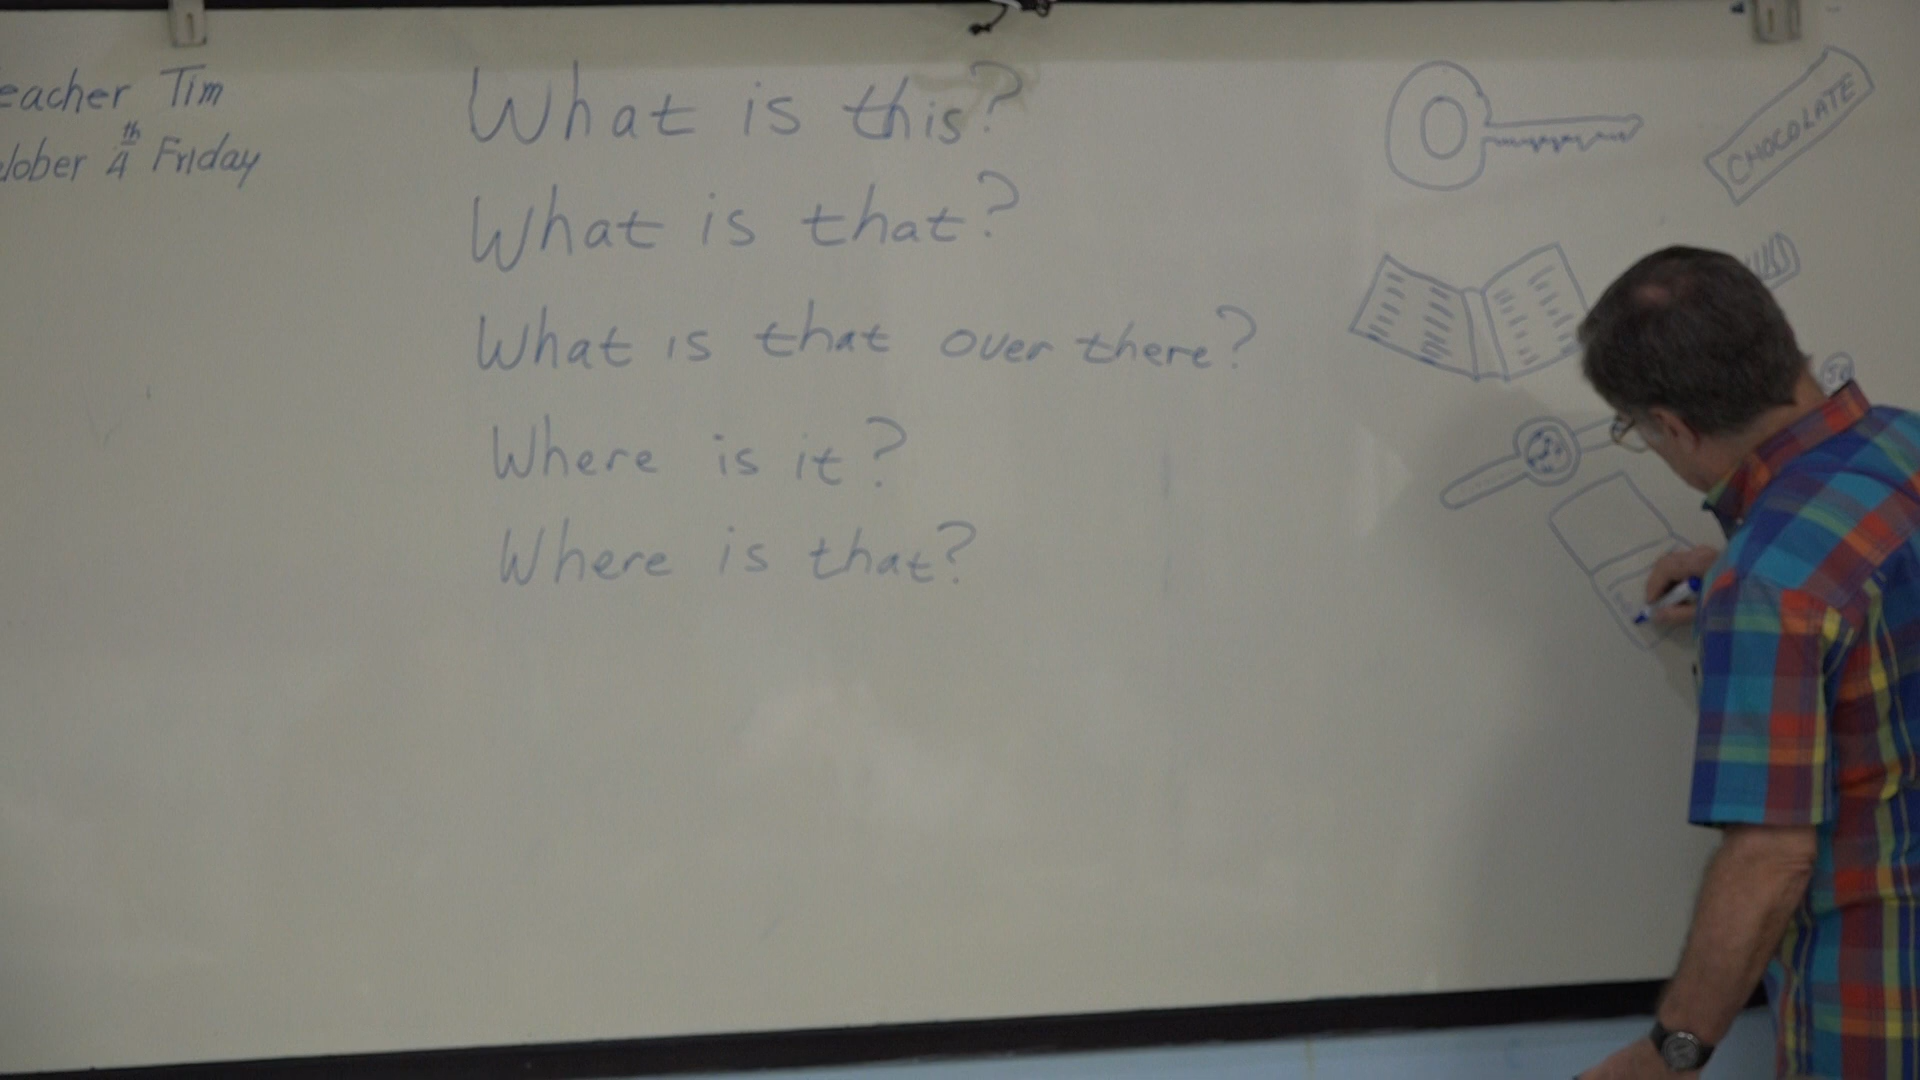 eacher Tim
ctober 4th Friday
What is this?
What is that?
What is that over there?
Where is it?
Where is that?
CHOCOLATE